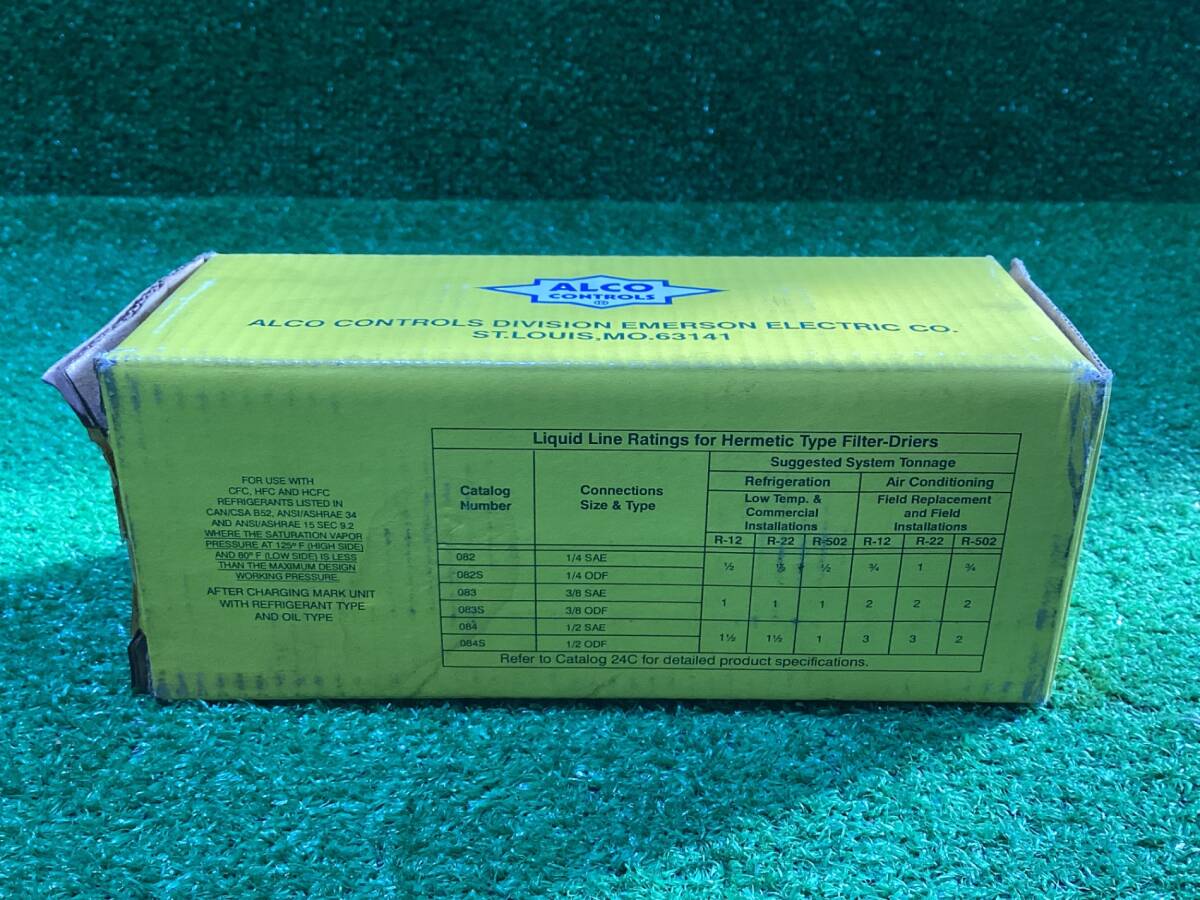 ALCO
CONTROLS
ALCO CONTROLS DIVISION EMERSON ELECTRIC CO.
ST.LOUIS,MO.63141
FOR USE WITH
CFC, HFC AND HCFC
REFRIGERANTS LISTED IN
CAN/CSA B52, ANSI/ASHRAE 34
AND ANSI/ASHRAE 15 SEC 9.2
WHERE THE SATURATION VAPOR
PRESSURE AT 125° F (HIGH SIDE)
AND 80° F (LOW SIDE) IS LESS
THAN THE MAXIMUM DESIGN
WORKING PRESSURE.
AFTER CHARGING MARK UNIT
WITH REFRIGERANT TYPE
AND OIL TYPE
Liquid Line Ratings for Hermetic Type Filter-Driers
Suggested System Tonnage
Refrigeration Air Conditioning
Catalog Number
Connections Size & Type
Low Temp. &
Commercial
Installations
Field Replacement
and Field
Installations
R-12 R-22 R-502 R-12 R-22 R-502
082 1/4 SAE
½ ½ ½ ¾ 1 ¾
082S 1/4 ODF
083 3/8 SAE
1 1 1 2 2 2
083S 3/8 ODF
084 1/2 SAE
1½ 1½ 1 3 3 2
084S 1/2 ODF
Refer to Catalog 24C for detailed product specifications.